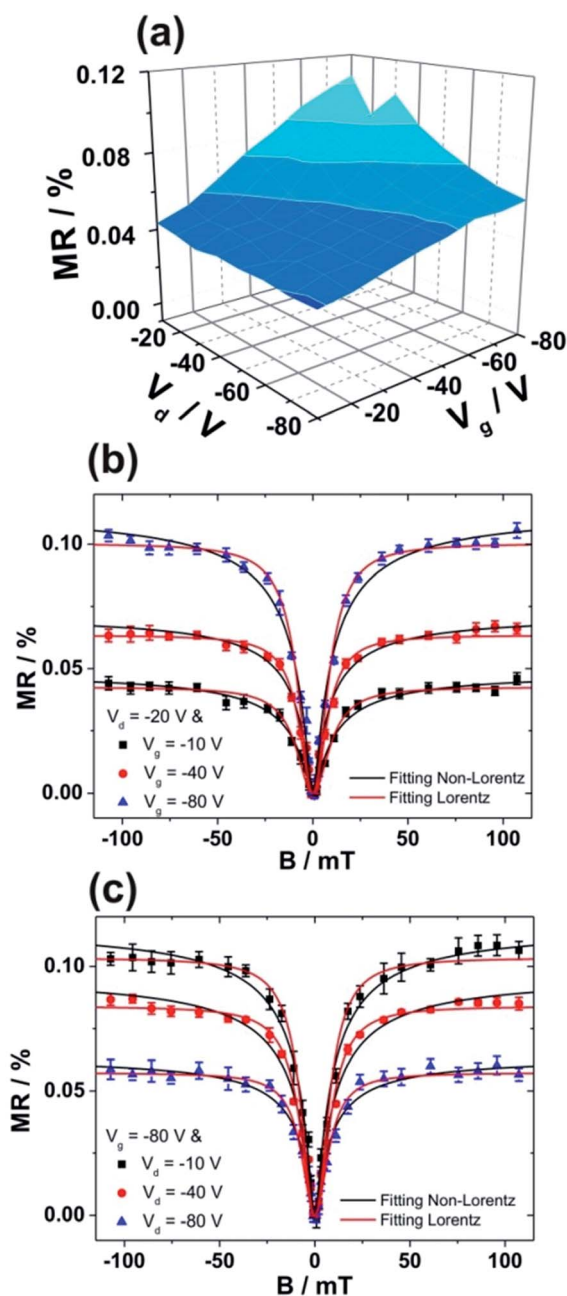 (a)
0.12
0.08
0.04
0.00
MR / %
-20
-40
-60
-80
V_d / V
-20
-40
-60
-80
V_g / V
(b)
0.10
0.05
0.00
MR / %
V_d = -20 V &
V_g = -10 V
V_g = -40 V
V_g = -80 V
Fitting Non-Lorentz
Fitting Lorentz
-100 -50 0 50 100
B / mT
(c)
0.10
0.05
0.00
MR / %
V_g = -80 V &
V_d = -10 V
V_d = -40 V
V_d = -80 V
Fitting Non-Lorentz
Fitting Lorentz
-100 -50 0 50 100
B / mT